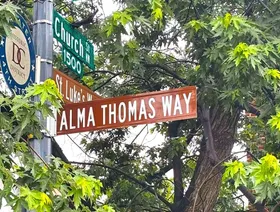 DC
Church St
1500
St Luke's W
ALMA THOMAS WAY